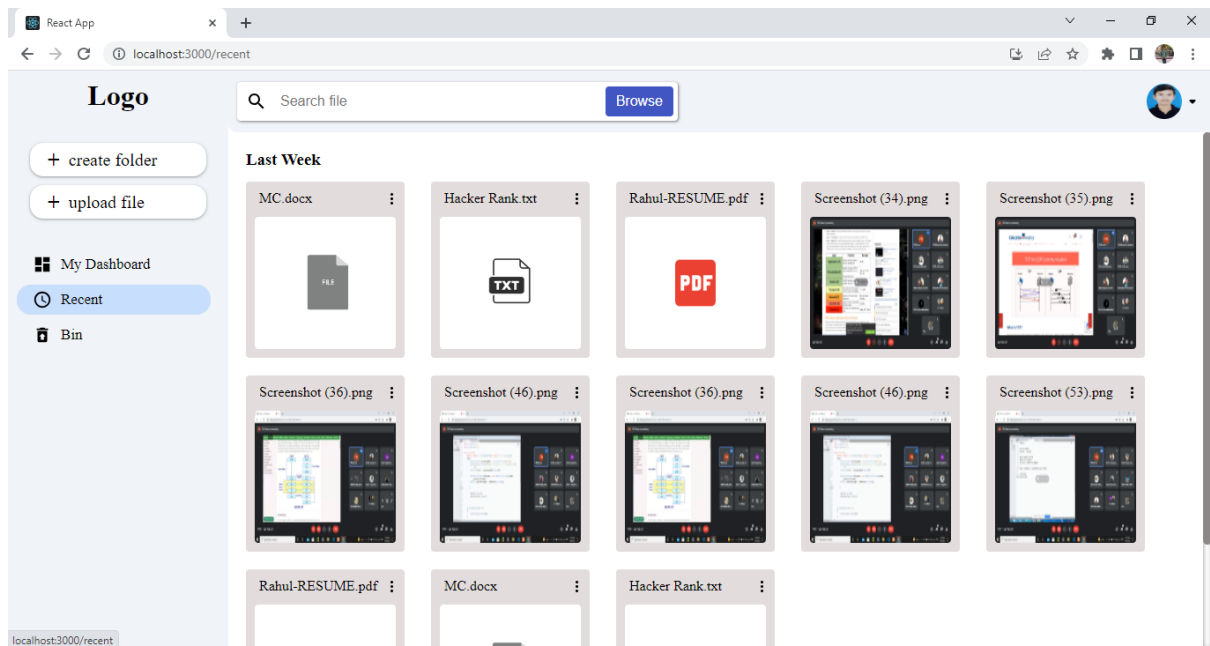 React App
localhost:3000/recent
Logo
Search file
Browse
+ create folder
+ upload file
My Dashboard
Recent
Bin
Last Week
MC.docx
Hacker Rank.txt
Rahul-RESUME.pdf
Screenshot (34).png
Screenshot (35).png
FILE
TXT
PDF
Screenshot (36).png
Screenshot (46).png
Screenshot (36).png
Screenshot (46).png
Screenshot (53).png
Rahul-RESUME.pdf
MC.docx
Hacker Rank.txt
localhost:3000/recent